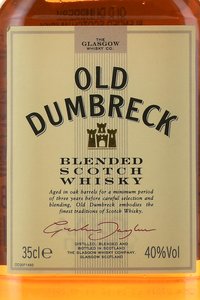 THE
GLASGOW
WHISKY CO.
OLD
DUMBRECK
BLENDED
SCOTCH
WHISKY
Aged in oak barrels for a minimum period
of three years before careful selection and
blending, Old Dumbreck embodies the
finest traditions of Scotch Whisky.
DISTILLED, BLENDED AND
BOTTLED IN SCOTLAND
35cl e
THE GLASGOW WHISKY COMPANY,
40%Vol
GLASGOW SCOTLAND